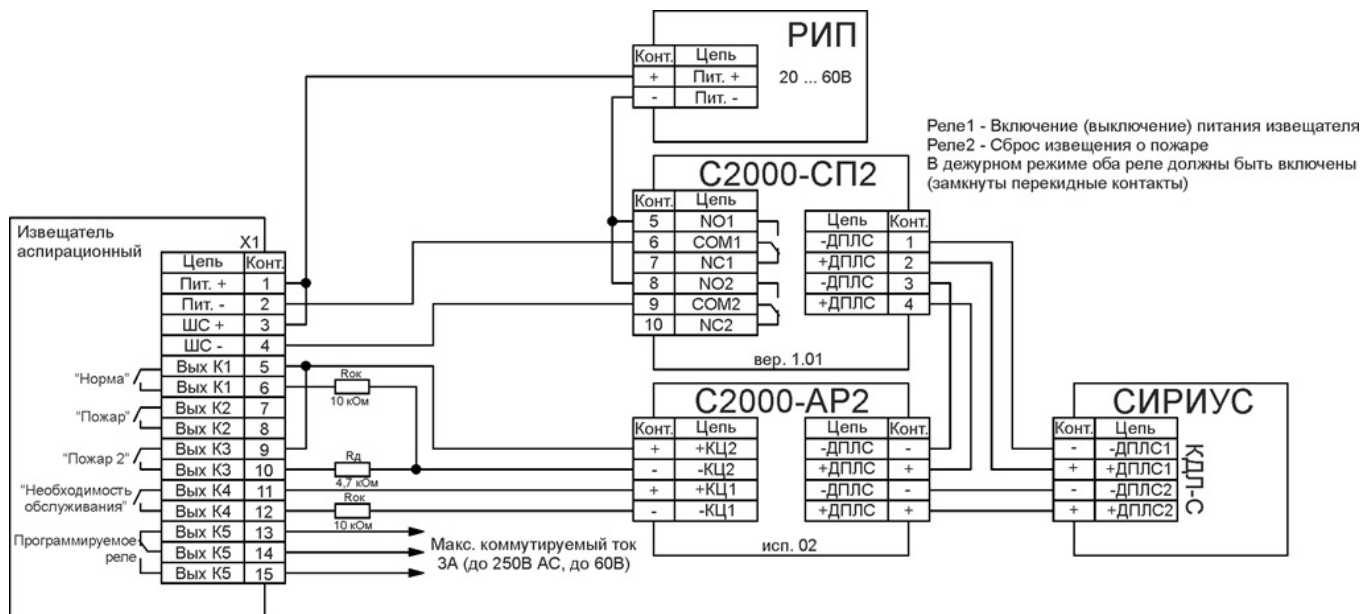 РИП
Конт. Цепь
+ Пит. + 20 ... 60В
- Пит. -
Реле1 - Включение (выключение) питания извещателя
Реле2 - Сброс извещения о пожаре
В дежурном режиме оба реле должны быть включены
(замкнуты перекидные контакты)
С2000-СП2
Конт. Цепь
5 NO1
6 COM1
7 NC1
8 NO2
9 COM2
10 NC2
Цепь Конт.
-ДПЛС 1
+ДПЛС 2
-ДПЛС 3
+ДПЛС 4
вер. 1.01
Извещатель
аспирационный
X1
Цепь Конт.
Пит. + 1
Пит. - 2
ШС + 3
ШС - 4
Вых К1 5
Вых К1 6
Вых К2 7
Вых К2 8
Вых К3 9
Вых К3 10
Вых К4 11
Вых К4 12
Вых К5 13
Вых К5 14
Вых К5 15
"Норма"
"Пожар"
"Пожар 2"
"Необходимость
обслуживания"
Программируемое
реле
Rок
10 кОм
Rд
4,7 кОм
Rок
10 кОм
Макс. коммутируемый ток
3А (до 250В AC, до 60В)
С2000-АР2
Конт. Цепь
+ +КЦ2
- -КЦ2
+ +КЦ1
- -КЦ1
Цепь Конт.
-ДПЛС -
+ДПЛС +
-ДПЛС -
+ДПЛС +
исп. 02
СИРИУС
Конт. Цепь
- -ДПЛС1
+ +ДПЛС1
- -ДПЛС2
+ +ДПЛС2
КДЛ-С